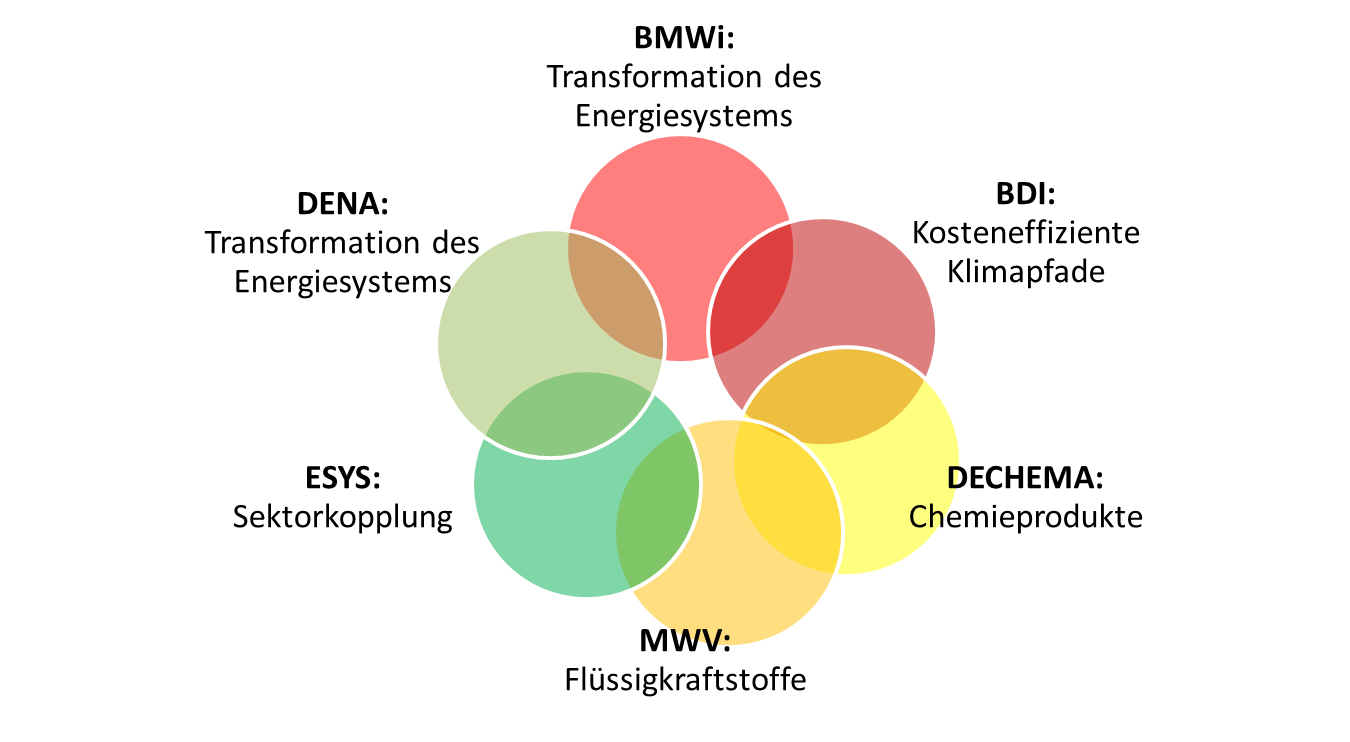 BMWi:
Transformation des
Energiesystems
BDI:
Kosteneffiziente
Klimapfade
DECHEMA:
Chemieprodukte
MWV:
Flüssigkraftstoffe
ESYS:
Sektorkopplung
DENA:
Transformation des
Energiesystems